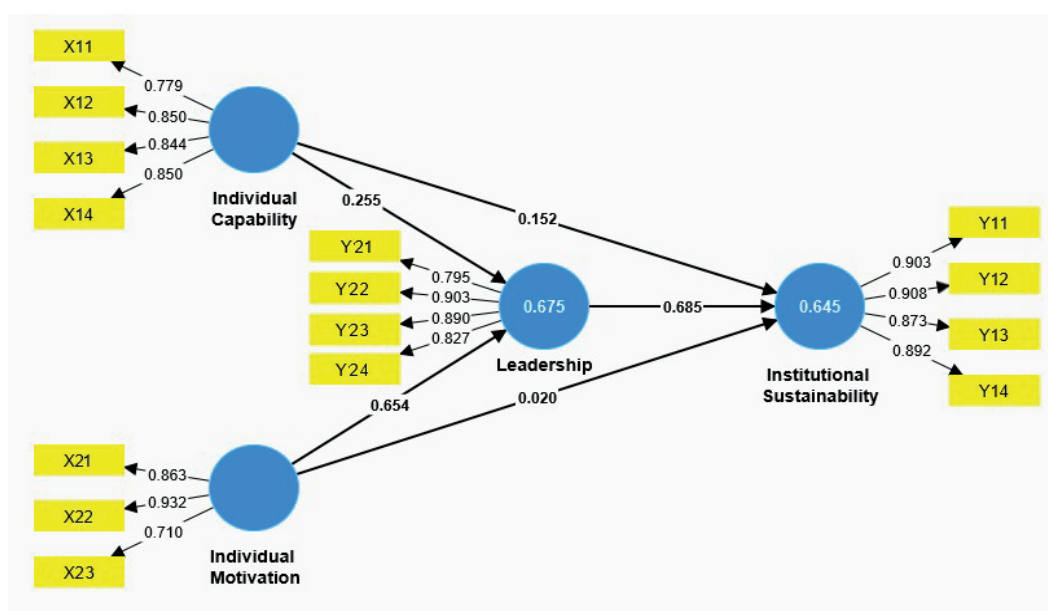 X11
0.779
X12
0.850
X13
0.844
X14
0.850
Individual
Capability
0.255
0.152
Y21
0.795
Y22
0.903
Y23
0.890
Y24
0.827
0.675
Leadership
0.685
0.645
Institutional
Sustainability
Y11
0.903
Y12
0.908
Y13
0.873
Y14
0.892
0.654
0.020
X21
0.863
X22
0.932
X23
0.710
Individual
Motivation